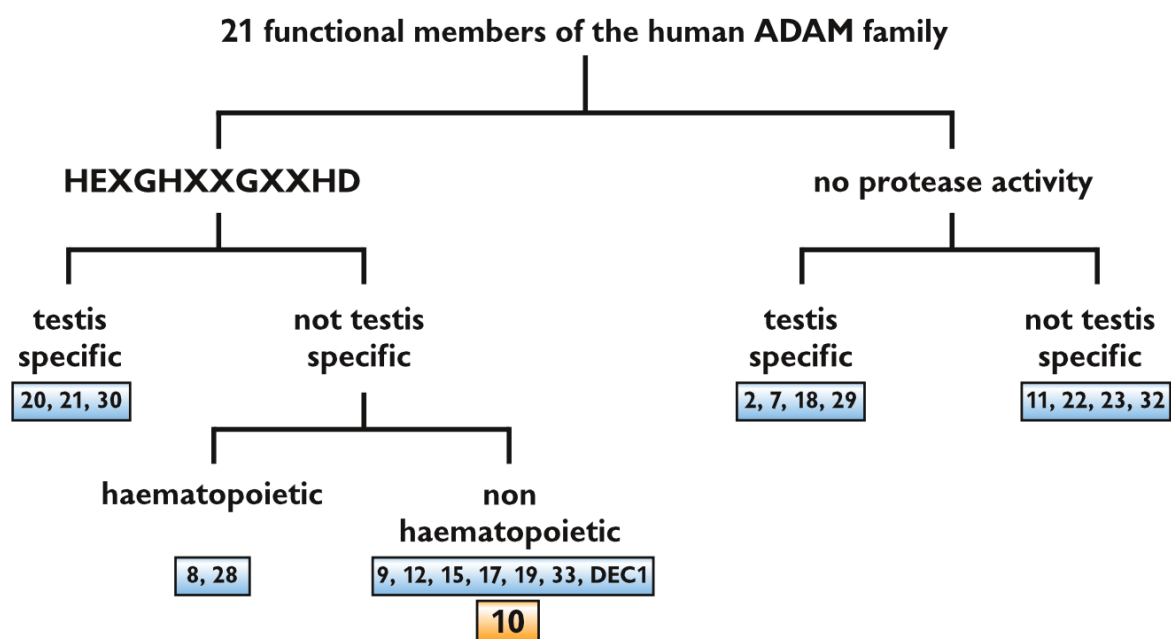 21 functional members of the human ADAM family
HEXGHXXGXXHD
no protease activity
testis
specific
20, 21, 30
not testis
specific
testis
specific
2, 7, 18, 29
not testis
specific
11, 22, 23, 32
haematopoietic
8, 28
non
haematopoietic
9, 12, 15, 17, 19, 33, DEC1
10